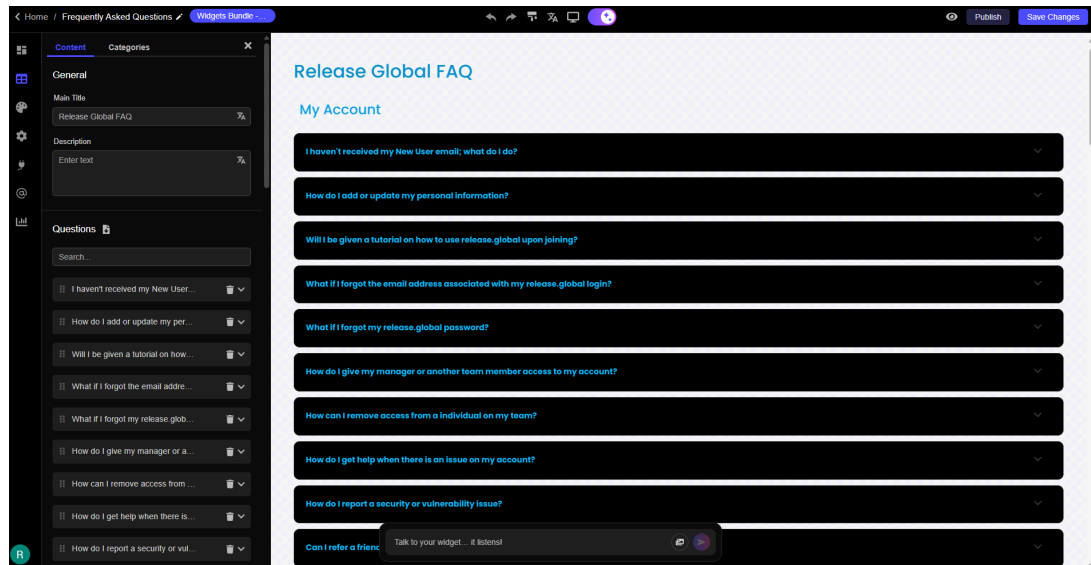 Home / Frequently Asked Questions Widgets Bundle -...
Publish
Save Changes
Content Categories
General
Main Title
Release Global FAQ
Description
Enter text
Questions
Search...
I haven't received my New User...
How do I add or update my per...
Will I be given a tutorial on how...
What if I forgot the email addre...
What if I forgot my release.glob...
How do I give my manager or a...
How can I remove access from ...
How do I get help when there is...
How do I report a security or vul...
R
Release Global FAQ
My Account
I haven't received my New User email; what do I do?
How do I add or update my personal information?
Will I be given a tutorial on how to use release.global upon joining?
What if I forgot the email address associated with my release.global login?
What if I forgot my release.global password?
How do I give my manager or another team member access to my account?
How can I remove access from a individual on my team?
How do I get help when there is an issue on my account?
How do I report a security or vulnerability issue?
Can I refer a friend
Talk to your widget... it listens!